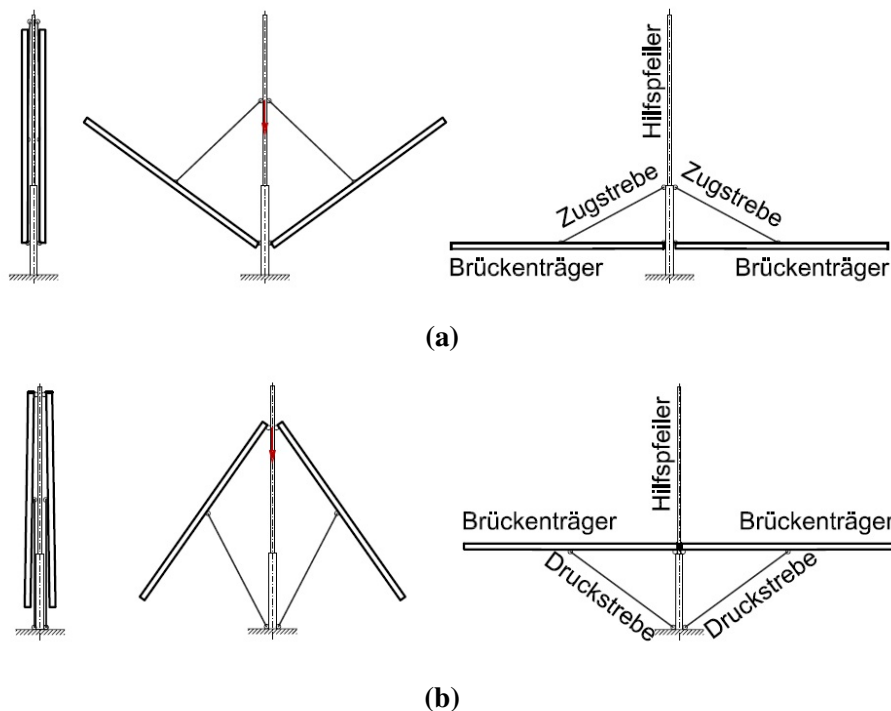 Hilfspfeiler
Zugstrebe
Zugstrebe
Brückenträger
Brückenträger
(a)
Hilfspfeiler
Brückenträger
Brückenträger
Druckstrebe
Druckstrebe
(b)